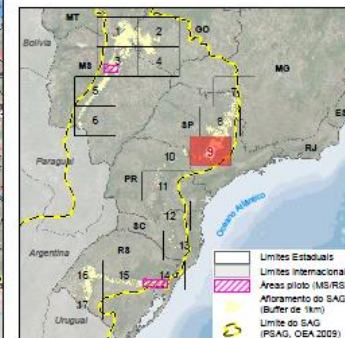 MT
GO
Bolívia
1
2
3
4
MS
MG
5
6
7
SP
8
ES
9
RJ
Paraguai
10
PR
11
Oceano Atlântico
12
SC
13
Argentina
RS
16
15
14
17
Uruguai
Limites Estaduais
Limites Internacionais
Áreas piloto (MS/RS)
Afloramento do SAG
(Buffer de 1km)
Limite do SAG
(PSAG, OEA 2009)